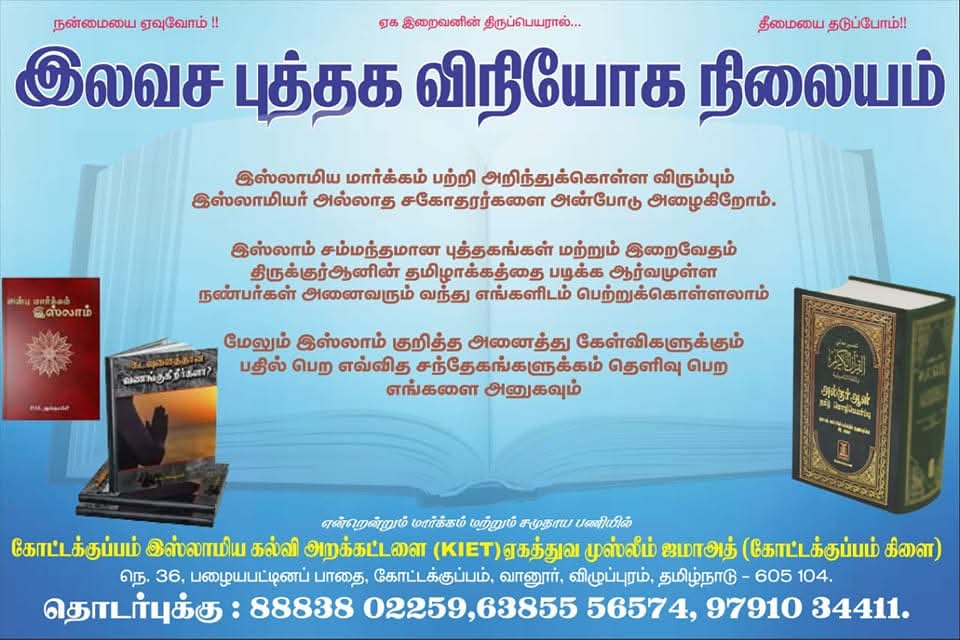 நன்மையை ஏவுவோம் !!
ஏக இறைவனின் திருப்பெயரால்...
தீமையை தடுப்போம்!!
இலவச புத்தக விநியோக நிலையம்
இஸ்லாமிய மார்க்கம் பற்றி அறிந்துக்கொள்ள விரும்பும்
இஸ்லாமியர் அல்லாத சகோதரர்களை அன்போடு அழைகிறோம்.
இஸ்லாம் சம்மந்தமான புத்தகங்கள் மற்றும் இறைவேதம்
திருக்குர்ஆனின் தமிழாக்கத்தை படிக்க ஆர்வமுள்ள
நண்பர்கள் அனைவரும் வந்து எங்களிடம் பெற்றுக்கொள்ளலாம்
மேலும் இஸ்லாம் குறித்த அனைத்து கேள்விகளுக்கும்
பதில் பெற எவ்வித சந்தேகங்களுக்கம் தெளிவு பெற
எங்களை அனுகவும்
அன்பு மார்க்கம்
இஸ்லாம்
கடவுளைத்தான்
வணங்குகிறீர்களா?
القرآن الكريم
அல்குர்ஆன்
தமிழ் மொழிபெயர்ப்பு
ஏன்றென்றும் மார்க்கம் மற்றும் சமுதாய பணியில்
கோட்டக்குப்பம் இஸ்லாமிய கல்வி அறக்கட்டளை (KIET)ஏகத்துவ முஸ்லீம் ஜமாஅத் (கோட்டக்குப்பம் கிளை)
நெ. 36, பழையபட்டினப் பாதை, கோட்டக்குப்பம், வானூர், விழுப்புரம், தமிழ்நாடு - 605 104.
தொடர்புக்கு : 88838 02259,63855 56574, 97910 34411.